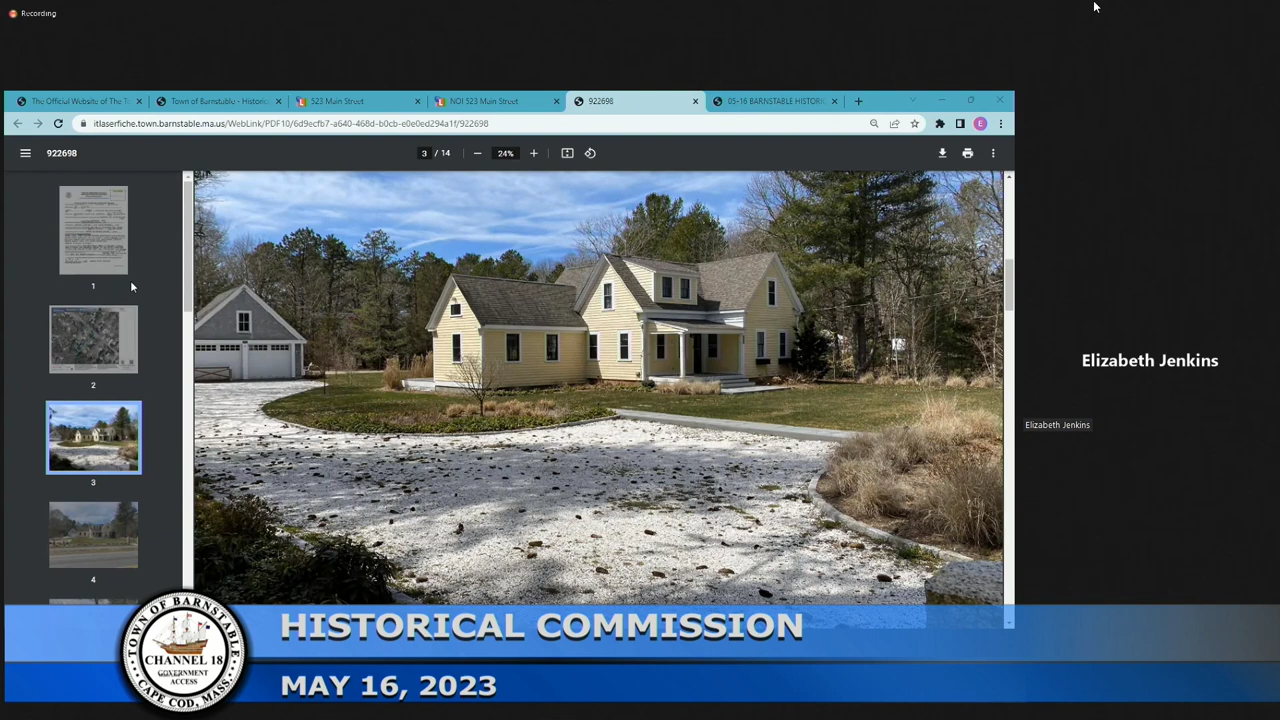 Recording
The Official Website of The T
Town of Barnstable - Historic
523 Main Street
NOI 523 Main Street
922698
05-16 BARNSTABLE HISTORI
itlaserfiche.town.barnstable.ma.us/WebLink/PDF10/6d9ecfb7-a640-468d-b0cb-e0e0ed294a1f/922698
E
922698
3 / 14
24%
1
2
3
4
Elizabeth Jenkins
Elizabeth Jenkins
TOWN OF BARNSTABLE
CHANNEL 18
GOVERNMENT
ACCESS
CAPE COD, MASS.
HISTORICAL COMMISSION
MAY 16, 2023